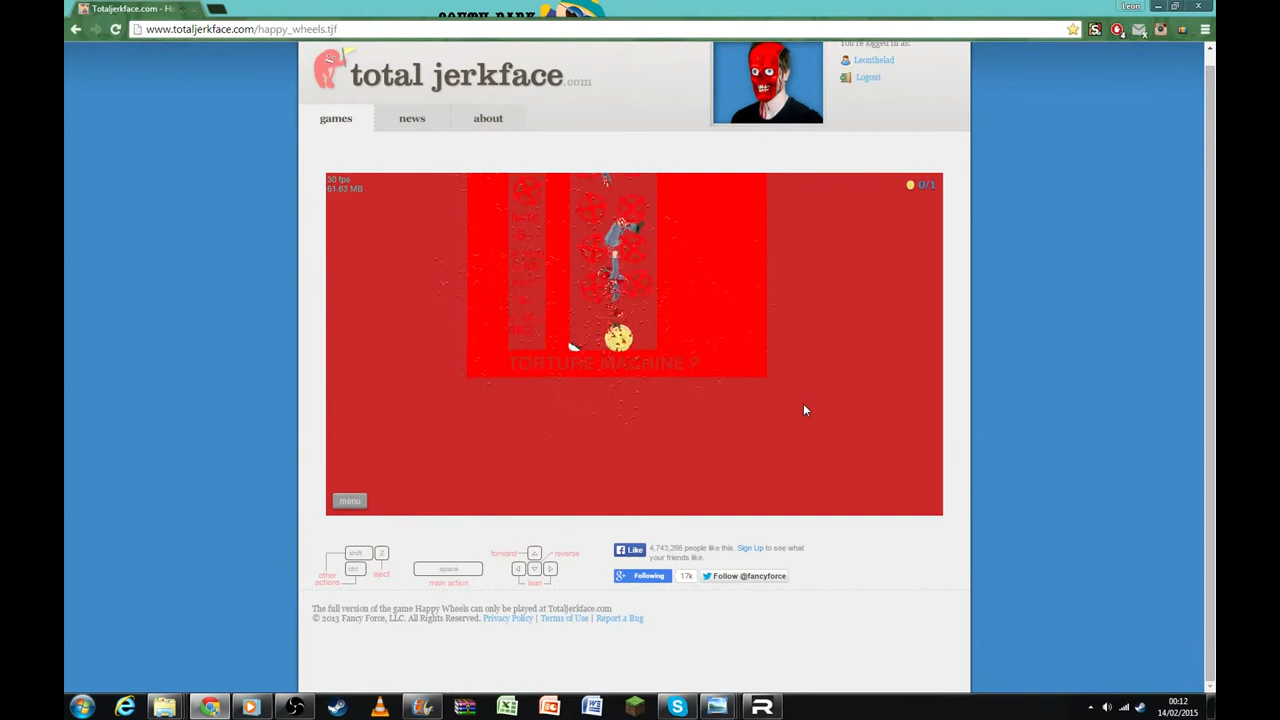 Totaljerkface.com - H
Leon
www.totaljerkface.com/happy_wheels.tjf
You're logged in as:
Leonthelad
Logout
total jerkface.com
games
news
about
30 fps
61.63 MB
0/1
TORTURE MACHINE ?
menu
shift
Z
ctrl
eject
other
actions
space
main action
forward
reverse
lean
Like
4,743,266 people like this. Sign Up to see what
your friends like.
Following
17k
Follow @fancyforce
The full version of the game Happy Wheels can only be played at Totaljerkface.com
© 2013 Fancy Force, LLC. All Rights Reserved. Privacy Policy | Terms of Use | Report a Bug
00:12
14/02/2015